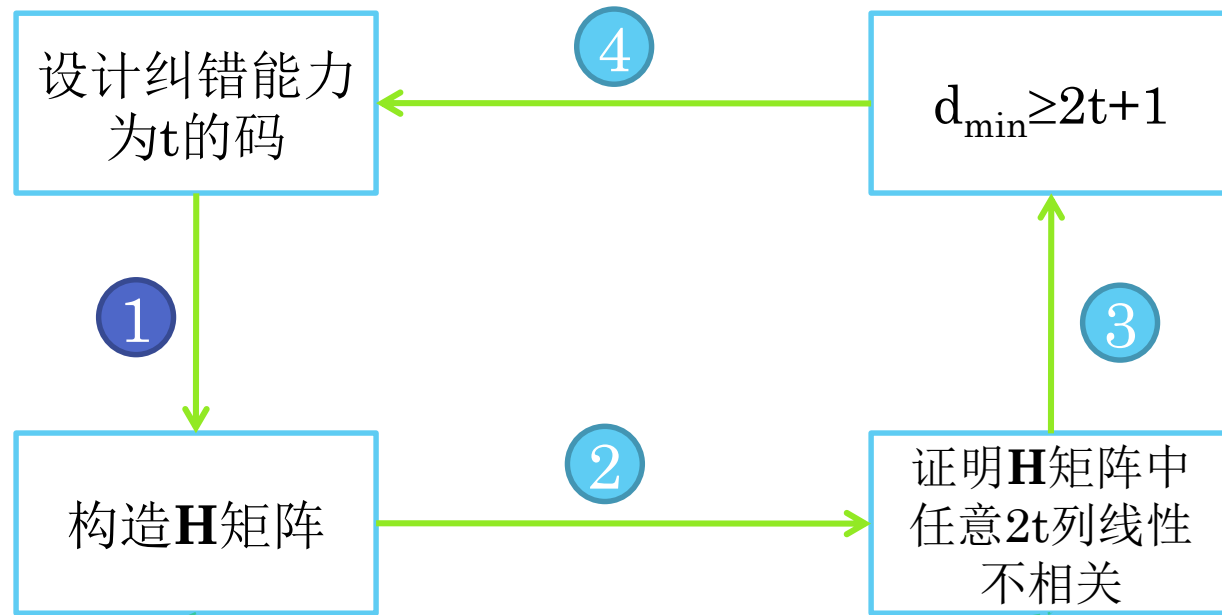 设计纠错能力
为t的码
4
dmin≥2t+1
1
3
构造H矩阵
2
证明H矩阵中
任意2t列线性
不相关